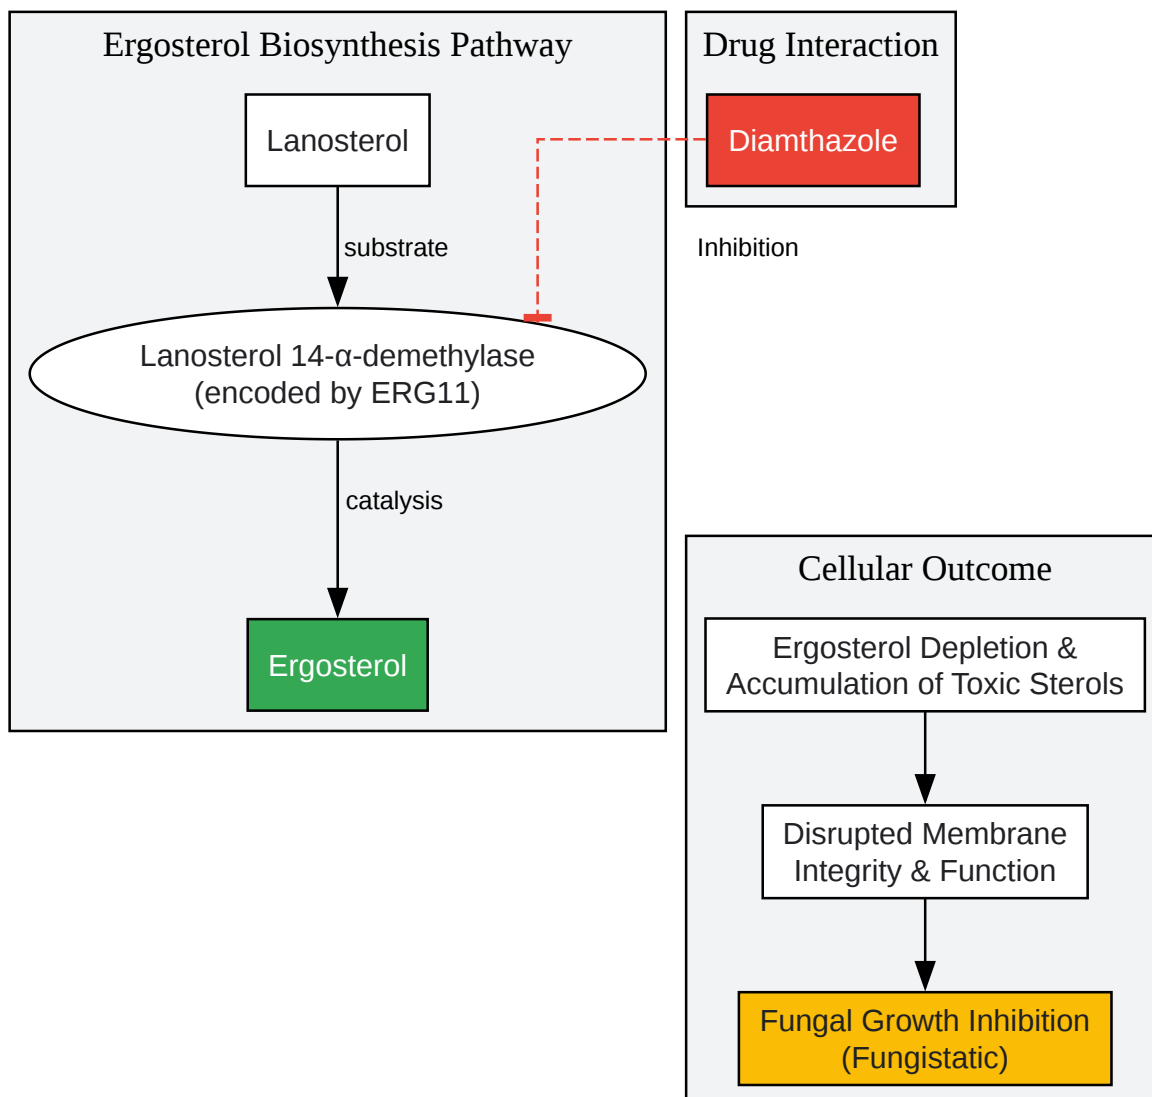 Ergosterol Biosynthesis Pathway
Lanosterol
substrate
Lanosterol 14-α-demethylase
(encoded by ERG11)
catalysis
Ergosterol
Drug Interaction
Diamthazole
Inhibition
Cellular Outcome
Ergosterol Depletion &
Accumulation of Toxic Sterols
Disrupted Membrane
Integrity & Function
Fungal Growth Inhibition
(Fungistatic)